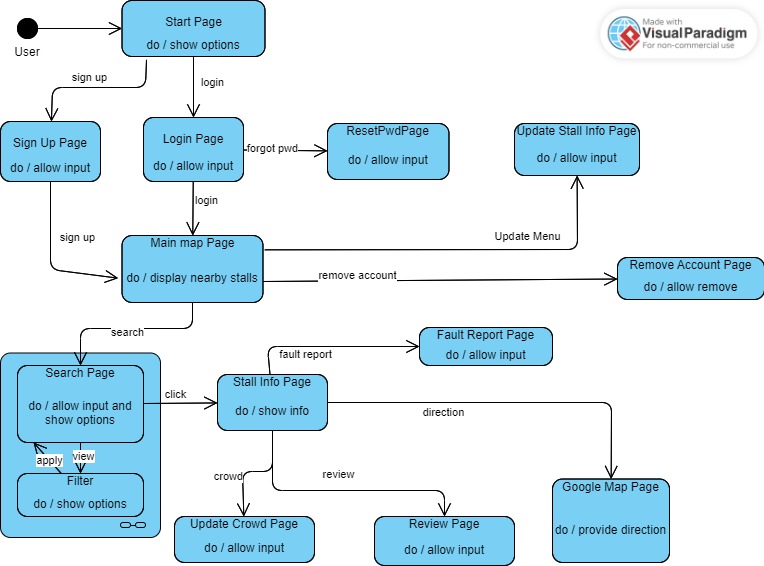 Start Page
do / show options
User
Made with
VisualParadigm
For non-commercial use
sign up
login
Sign Up Page
do / allow input
Login Page
do / allow input
forgot pwd
ResetPwdPage
do / allow input
Update Stall Info Page
do / allow input
login
sign up
Main map Page
do / display nearby stalls
Update Menu
remove account
Remove Account Page
do / allow remove
search
Fault Report Page
do / allow input
fault report
Search Page
do / allow input and
show options
click
Stall Info Page
do / show info
direction
apply
view
Filter
do / show options
crowd
review
Google Map Page
do / provide direction
Update Crowd Page
do / allow input
Review Page
do / allow input